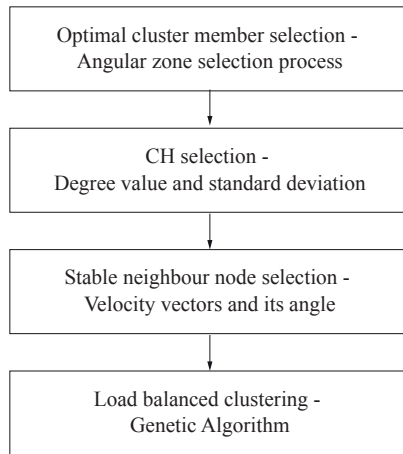 Optimal cluster member selection -
Angular zone selection process
CH selection -
Degree value and standard deviation
Stable neighbour node selection -
Velocity vectors and its angle
Load balanced clustering -
Genetic Algorithm